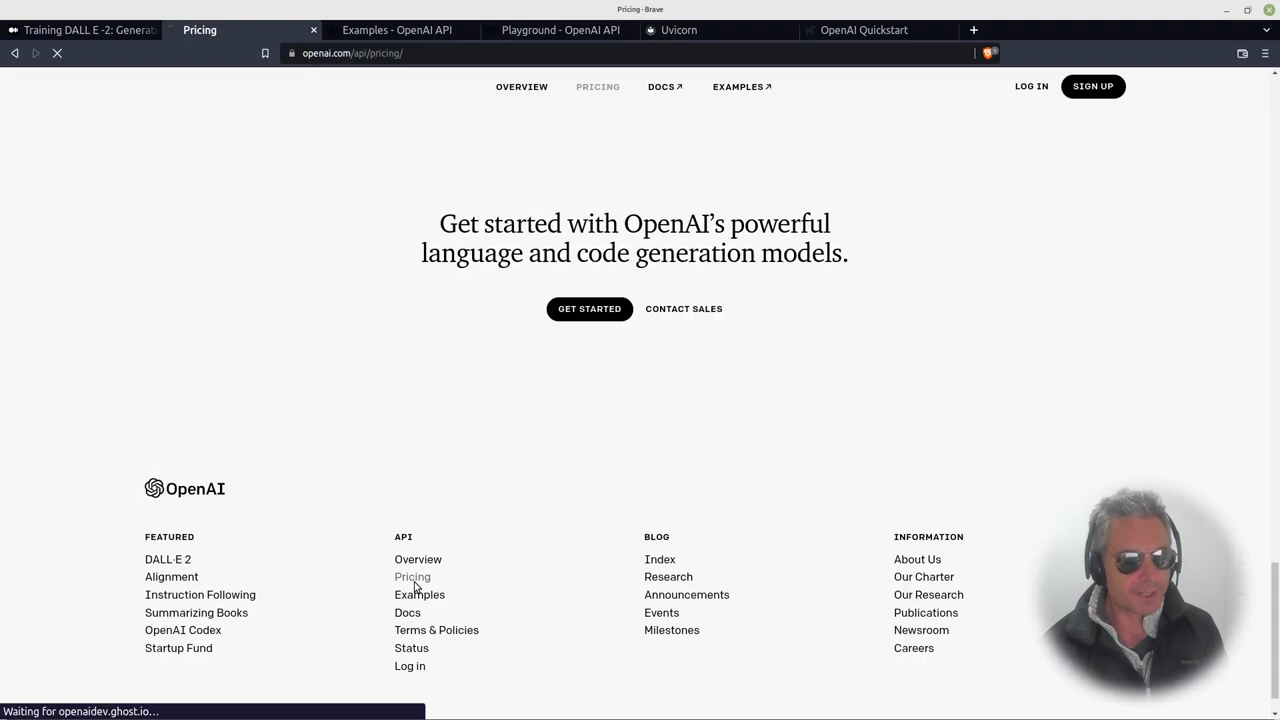 Pricing - Brave
Training DALL E -2: Generat
Pricing
Examples - OpenAI API
Playground - OpenAI API
Uvicorn
OpenAI Quickstart
openai.com/api/pricing/
OVERVIEW
PRICING
DOCS↗
EXAMPLES↗
LOG IN
SIGN UP
Get started with OpenAI’s powerful
language and code generation models.
GET STARTED
CONTACT SALES
OpenAI
FEATURED
DALL·E 2
Alignment
Instruction Following
Summarizing Books
OpenAI Codex
Startup Fund
API
Overview
Pricing
Examples
Docs
Terms & Policies
Status
Log in
BLOG
Index
Research
Announcements
Events
Milestones
INFORMATION
About Us
Our Charter
Our Research
Publications
Newsroom
Careers
Waiting for openaidev.ghost.io…